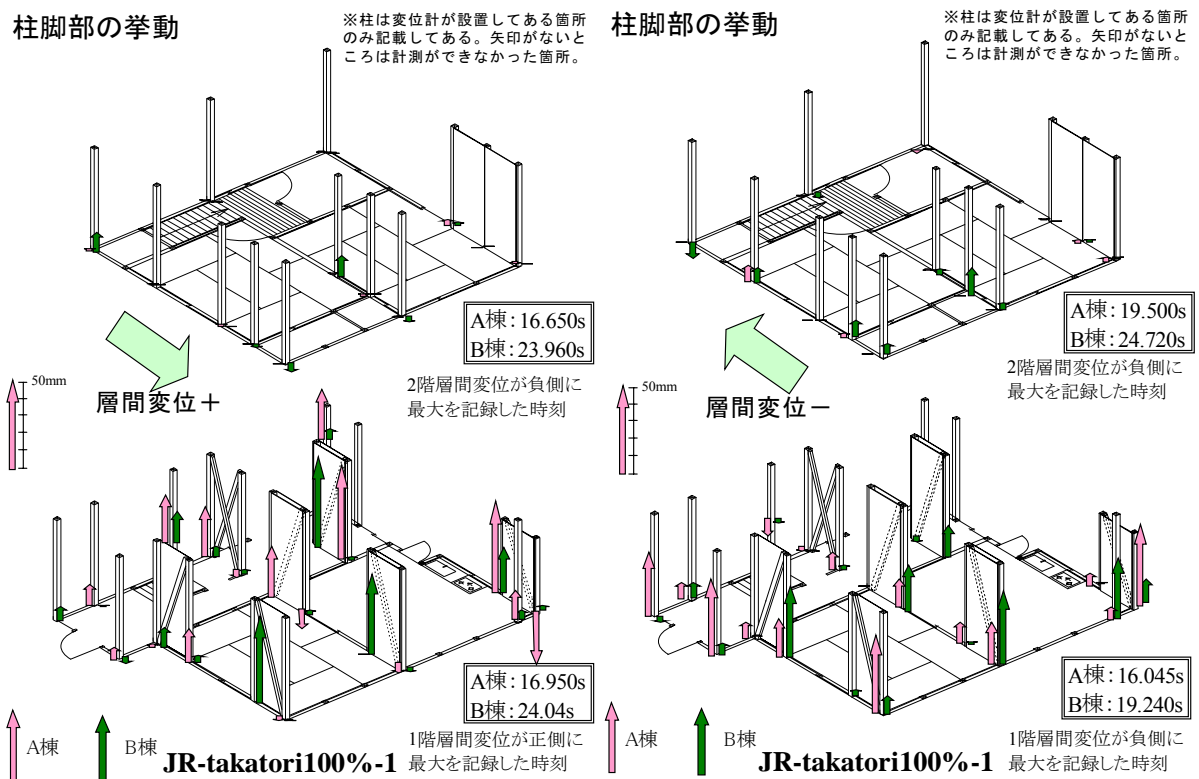 柱脚部の挙動
※柱は変位計が設置してある箇所
のみ記載してある。矢印がないと
ころは計測ができなかった箇所。
A棟:16.650s
B棟:23.960s
2階層間変位が負側に
最大を記録した時刻
層間変位+
50mm
A棟:16.950s
B棟:24.04s
1階層間変位が正側に
最大を記録した時刻
A棟
B棟
JR-takatori100%-1
柱脚部の挙動
※柱は変位計が設置してある箇所
のみ記載してある。矢印がないと
ころは計測ができなかった箇所。
A棟:19.500s
B棟:24.720s
2階層間変位が負側に
最大を記録した時刻
層間変位-
50mm
A棟:16.045s
B棟:19.240s
1階層間変位が負側に
最大を記録した時刻
A棟
B棟
JR-takatori100%-1